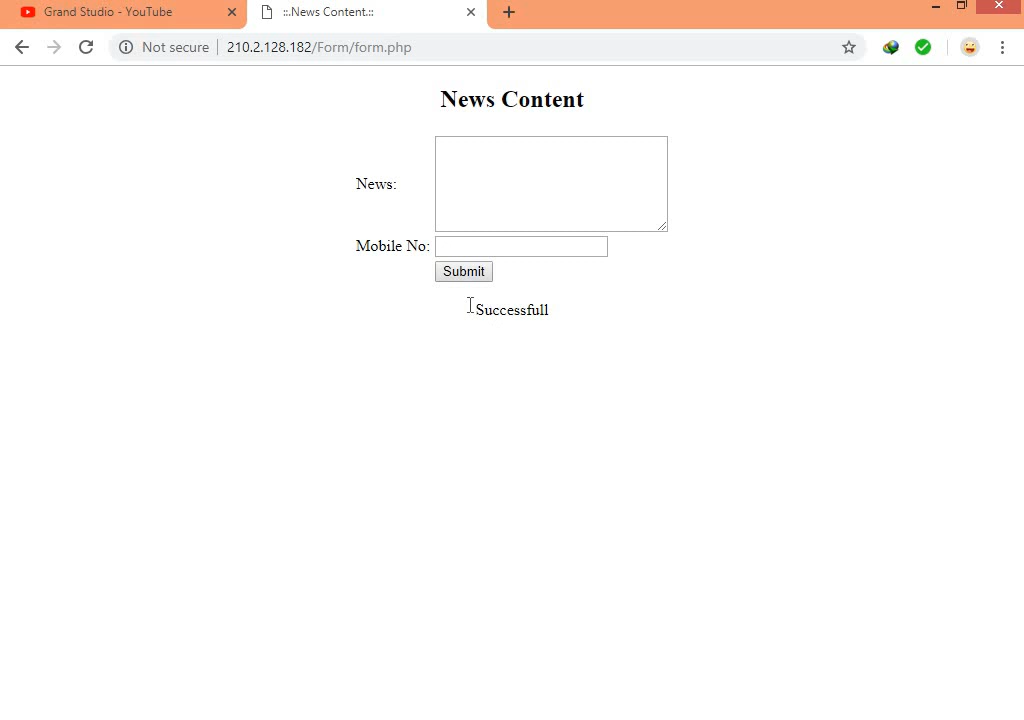 Grand Studio - YouTube
::.News Content.::
Not secure
210.2.128.182/Form/form.php
News Content
News:
Mobile No:
Submit
Successfull